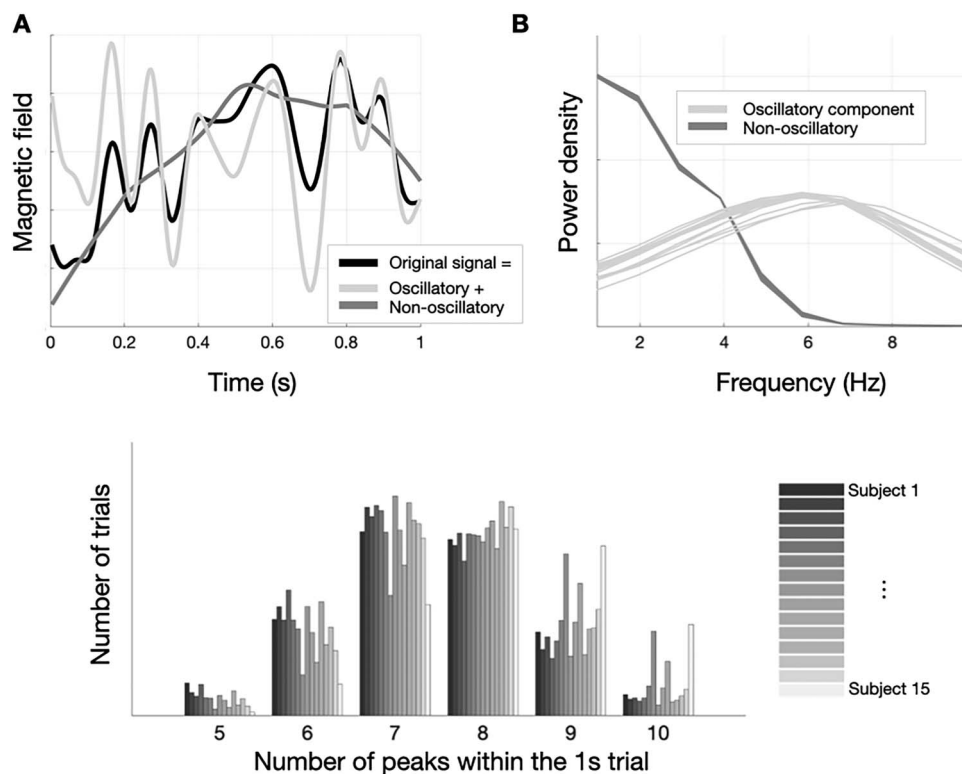 A
Magnetic field
Original signal =
Oscillatory +
Non-oscillatory
0 0.2 0.4 0.6 0.8 1
Time (s)
B
Power density
Oscillatory component
Non-oscillatory
2 4 6 8
Frequency (Hz)
Number of trials
5 6 7 8 9 10
Number of peaks within the 1s trial
Subject 1
⋮
Subject 15